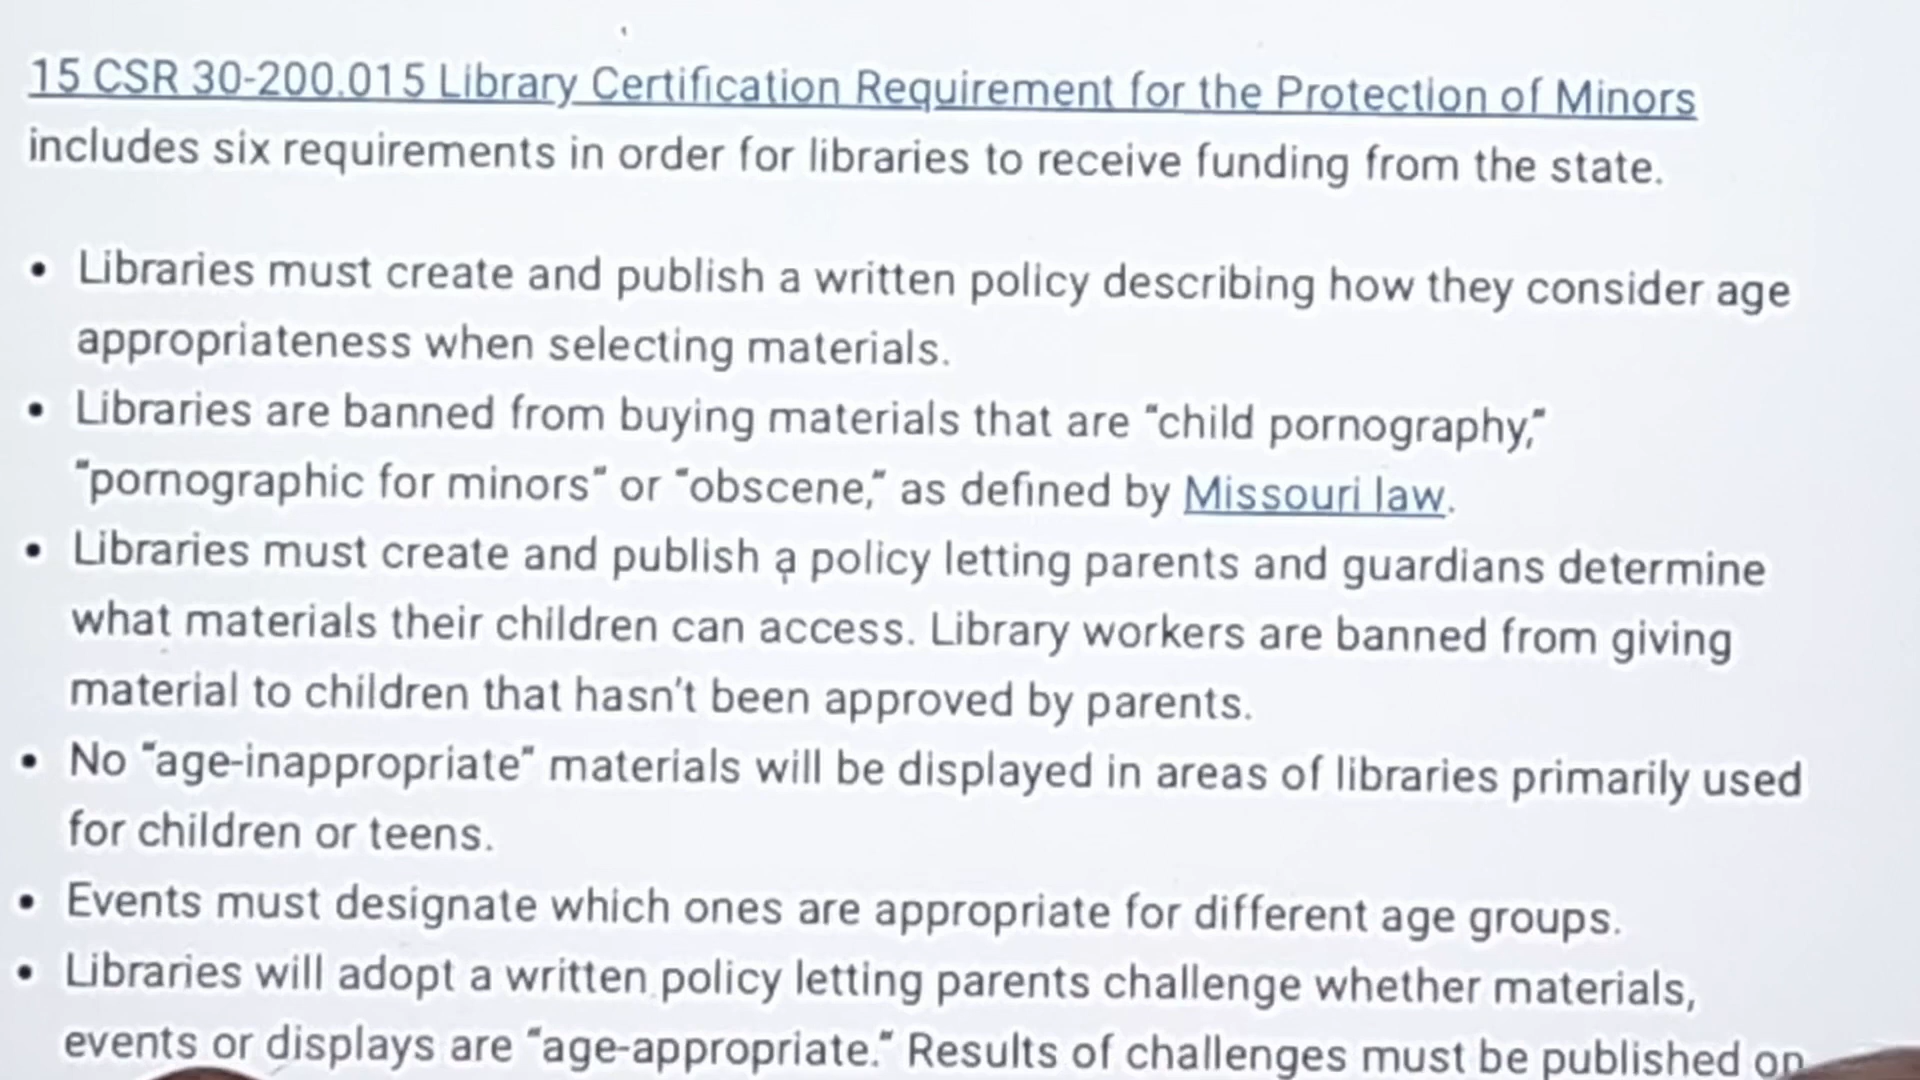 15 CSR 30-200.015 Library Certification Requirement for the Protection of Minors
includes six requirements in order for libraries to receive funding from the state.
• Libraries must create and publish a written policy describing how they consider age
appropriateness when selecting materials.
• Libraries are banned from buying materials that are “child pornography,”
“pornographic for minors” or “obscene,” as defined by Missouri law.
• Libraries must create and publish a policy letting parents and guardians determine
what materials their children can access. Library workers are banned from giving
material to children that hasn’t been approved by parents.
• No “age-inappropriate” materials will be displayed in areas of libraries primarily used
for children or teens.
• Events must designate which ones are appropriate for different age groups.
• Libraries will adopt a written policy letting parents challenge whether materials,
events or displays are “age-appropriate.” Results of challenges must be published on